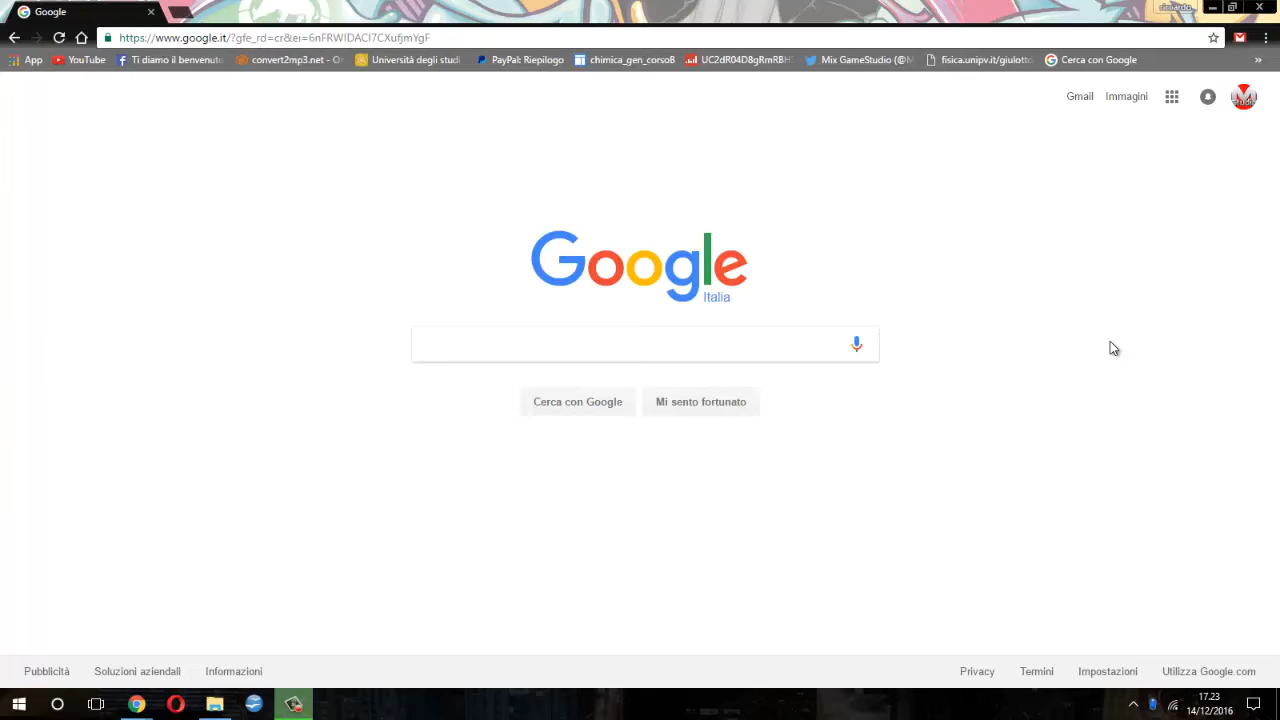 Google
riccardo
https://www.google.it/?gfe_rd=cr&ei=6nFRWIDACI7CXufjmYgF
App YouTube Ti diamo il benvenuto convert2mp3.net - O Università degli studi PayPal: Riepilogo chimica_gen_corsoB UC2dR04D8gRmRBH Mix GameStudio (@M fisica.unipv.it/giulotto Cerca con Google »
Gmail Immagini
Google
Italia
Cerca con Google Mi sento fortunato
Pubblicità Soluzioni aziendali Informazioni Privacy Termini Impostazioni Utilizza Google.com
17.23
14/12/2016